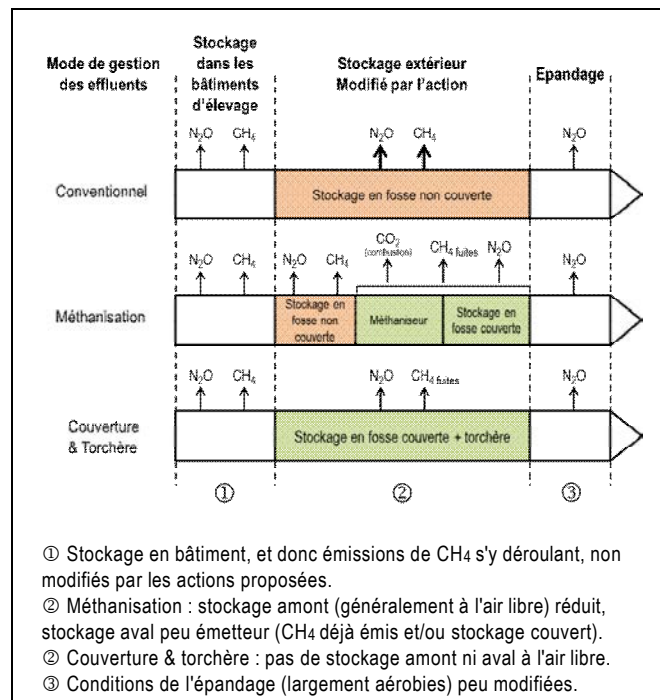 Mode de gestion
des effluents
Stockage
dans les
bâtiments
d'élevage
Stockage extérieur
Modifié par l'action
Epandage
N2O CH4 N2O CH4 N2O
Conventionnel
Stockage en fosse non couverte
N2O CH4 N2O CH4 CO2 (combustion) CH4 fuites N2O N2O
Méthanisation
Stockage en
fosse non
couverte
Méthaniseur
Stockage en
fosse couverte
N2O CH4 N2O CH4 fuites N2O
Couverture
& Torchère
Stockage en fosse couverte + torchère
① ② ③
① Stockage en bâtiment, et donc émissions de CH4 s'y déroulant, non
modifiés par les actions proposées.
② Méthanisation : stockage amont (généralement à l'air libre) réduit,
stockage aval peu émetteur (CH4 déjà émis et/ou stockage couvert).
② Couverture & torchère : pas de stockage amont ni aval à l'air libre.
③ Conditions de l'épandage (largement aérobies) peu modifiées.